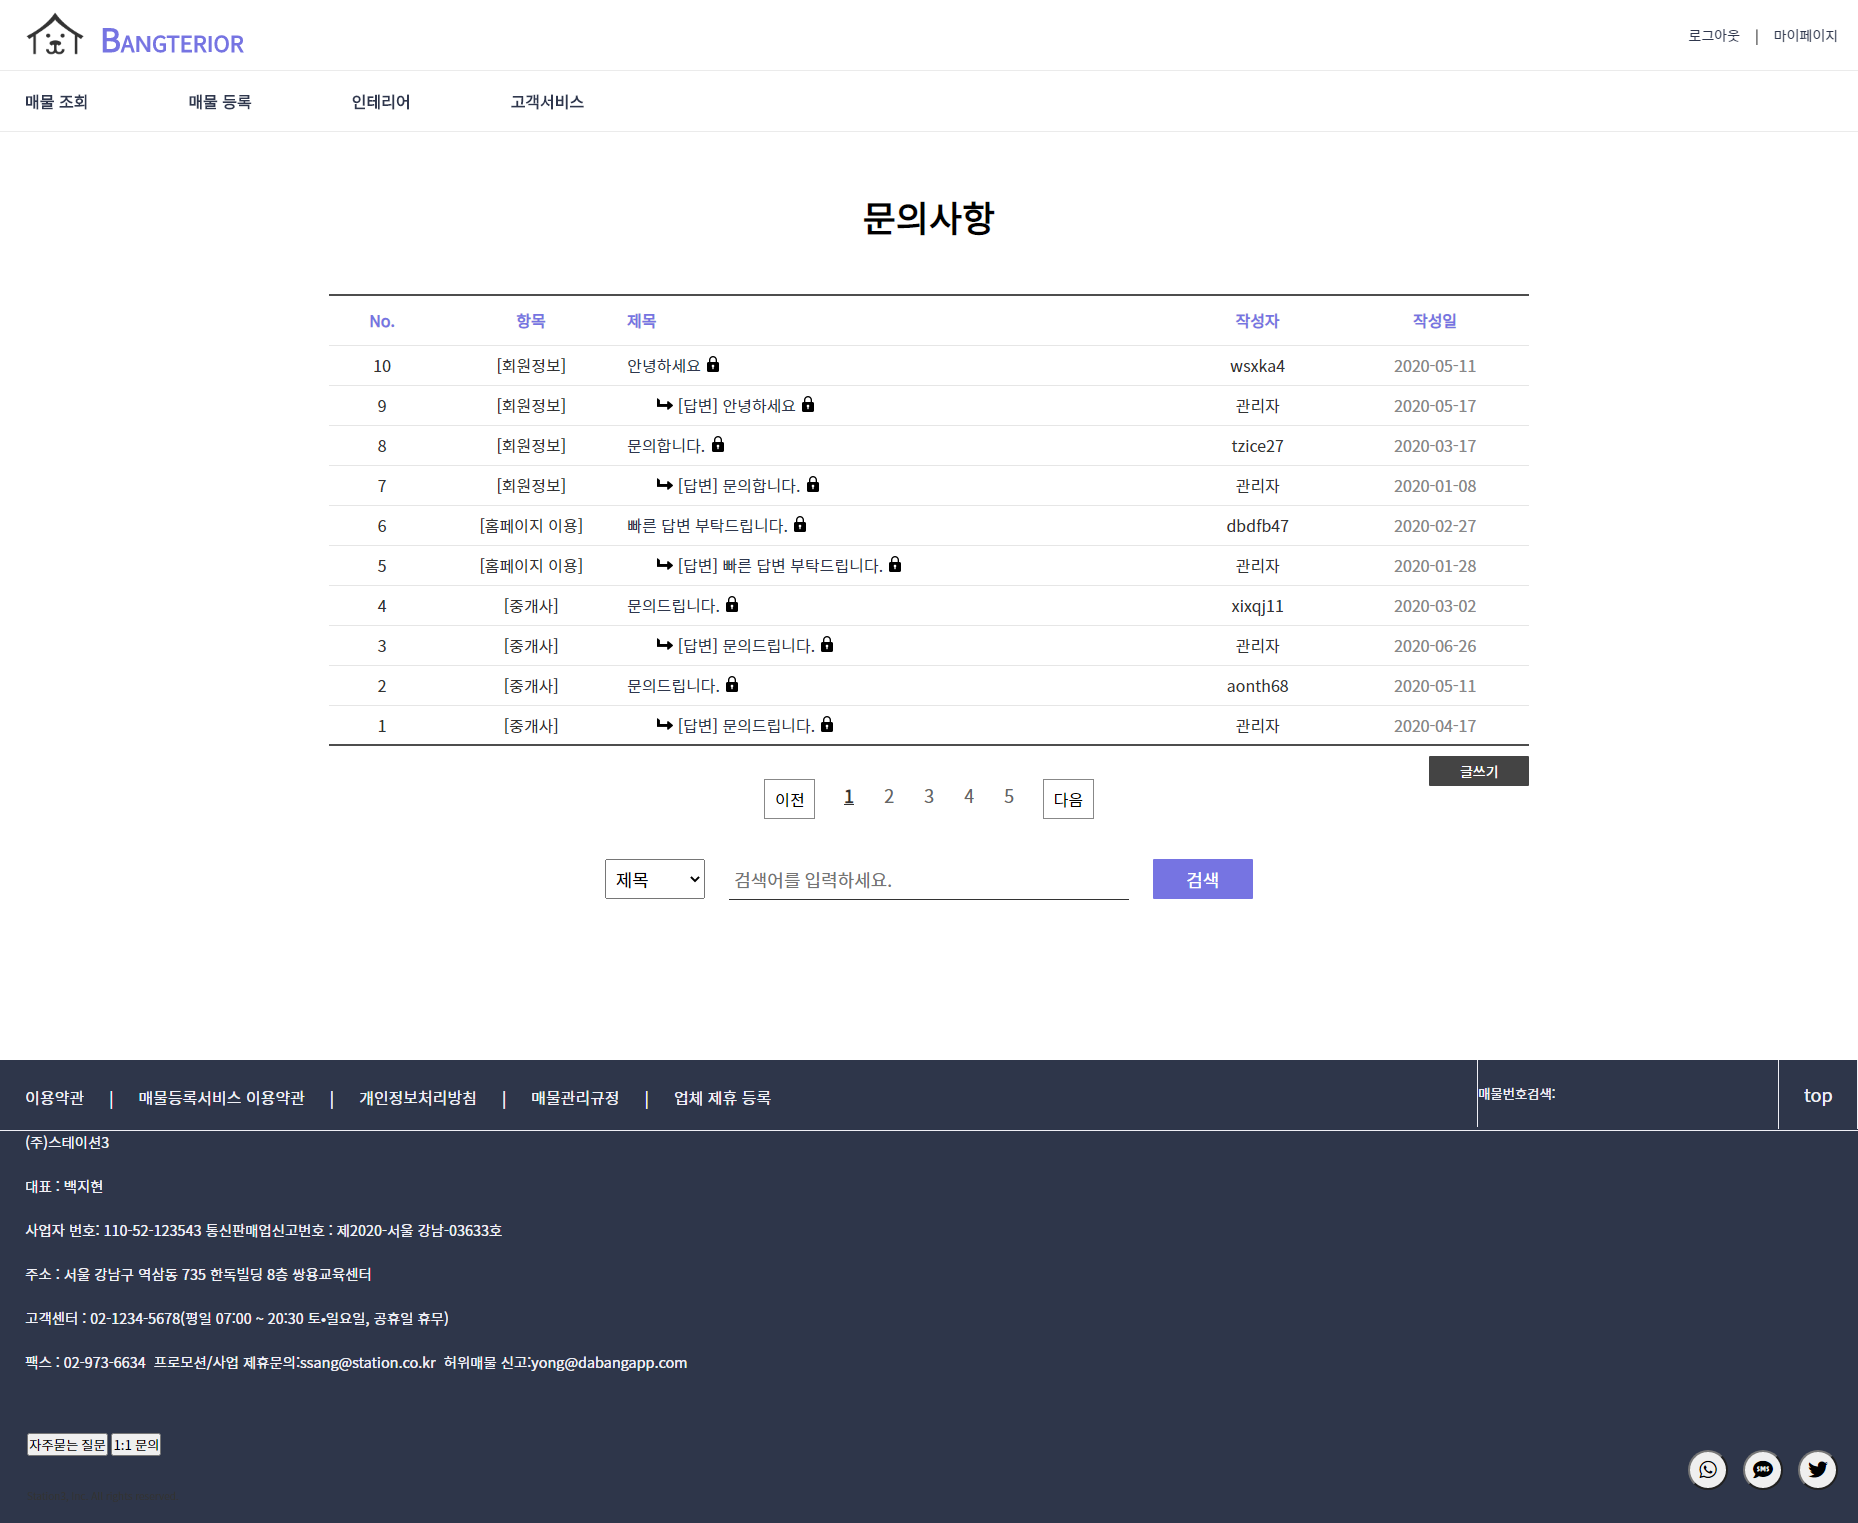 BANGTERIOR
로그아웃 | 마이페이지
매물 조회 매물 등록 인테리어 고객서비스
문의사항
No. 항목 제목 작성자 작성일
10 [회원정보] 안녕하세요 wsxka4 2020-05-11
9 [회원정보] [답변] 안녕하세요 관리자 2020-05-17
8 [회원정보] 문의합니다. tzice27 2020-03-17
7 [회원정보] [답변] 문의합니다. 관리자 2020-01-08
6 [홈페이지 이용] 빠른 답변 부탁드립니다. dbdfb47 2020-02-27
5 [홈페이지 이용] [답변] 빠른 답변 부탁드립니다. 관리자 2020-01-28
4 [중개사] 문의드립니다. xixqj11 2020-03-02
3 [중개사] [답변] 문의드립니다. 관리자 2020-06-26
2 [중개사] 문의드립니다. aonth68 2020-05-11
1 [중개사] [답변] 문의드립니다. 관리자 2020-04-17
글쓰기
이전 1 2 3 4 5 다음
제목 검색어를 입력하세요. 검색
이용약관 | 매물등록서비스 이용약관 | 개인정보처리방침 | 매물관리규정 | 업체 제휴 등록 매물번호검색: top
(주)스테이션3
대표 : 백지현
사업자 번호: 110-52-123543 통신판매업신고번호 : 제2020-서울 강남-03633호
주소 : 서울 강남구 역삼동 735 한독빌딩 8층 쌍용교육센터
고객센터 : 02-1234-5678(평일 07:00 ~ 20:30 토•일요일, 공휴일 휴무)
팩스 : 02-973-6634 프로모션/사업 제휴문의:ssang@station.co.kr 허위매물 신고:yong@dabangapp.com
자주묻는 질문 1:1 문의
SMS